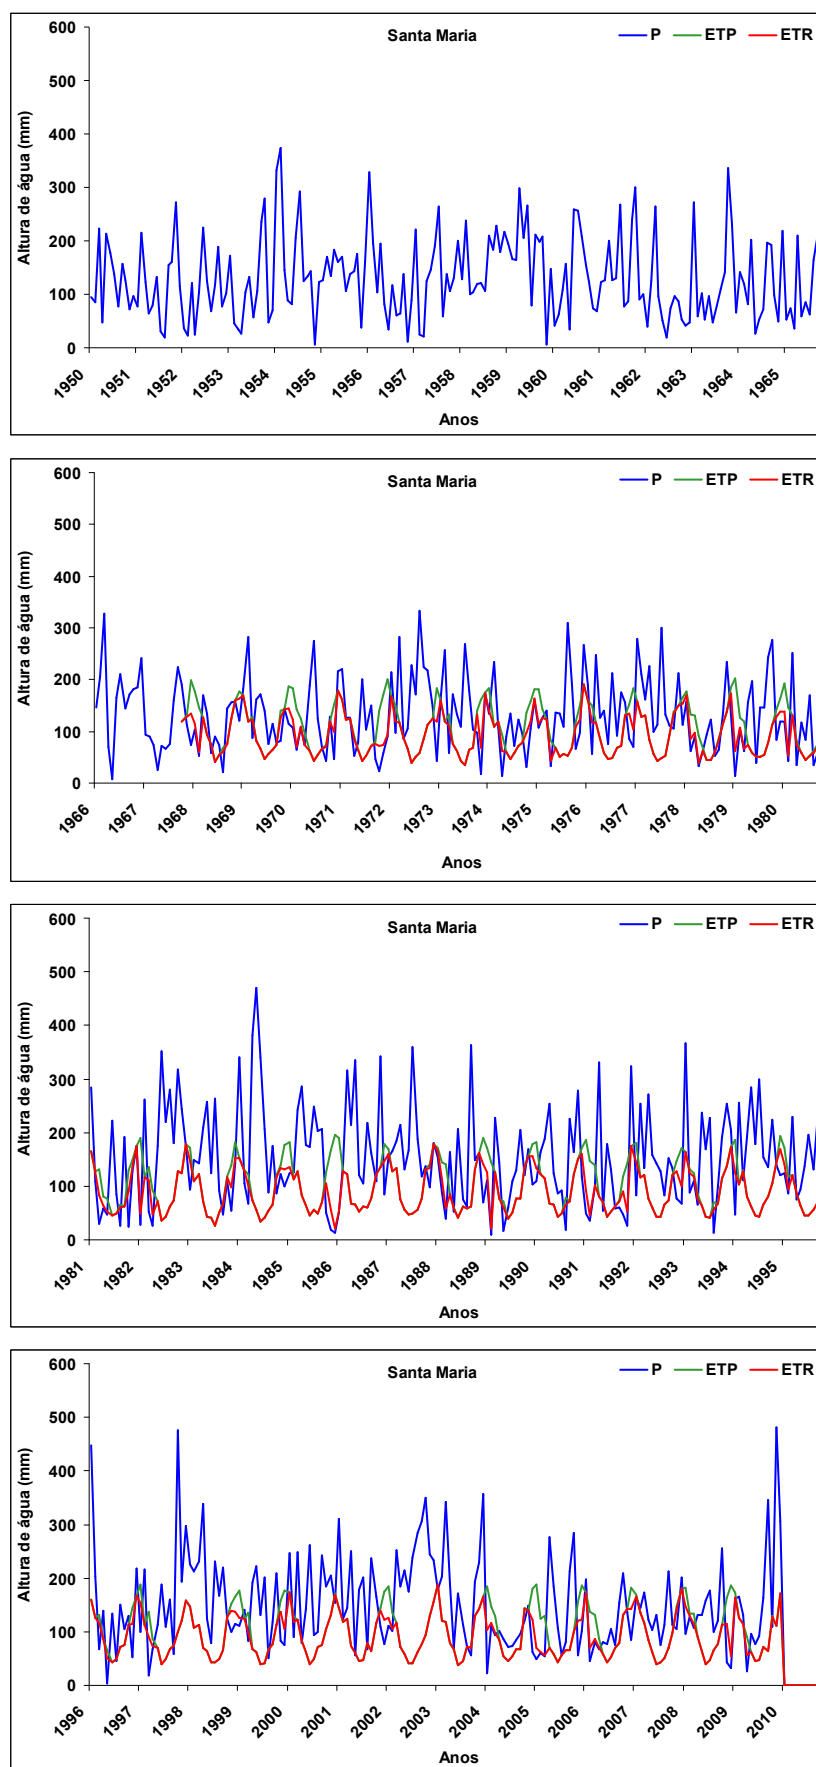 Santa Maria
P ETP ETR
600
500
400
300
200
100
0
Altura de água (mm)
1950 1951 1952 1953 1954 1955 1956 1957 1958 1959 1960 1961 1962 1963 1964 1965
Anos
Santa Maria
P ETP ETR
600
500
400
300
200
100
0
Altura de água (mm)
1966 1967 1968 1969 1970 1971 1972 1973 1974 1975 1976 1977 1978 1979 1980
Anos
Santa Maria
P ETP ETR
600
500
400
300
200
100
0
Altura de água (mm)
1981 1982 1983 1984 1985 1986 1987 1988 1989 1990 1991 1992 1993 1994 1995
Anos
Santa Maria
P ETP ETR
600
500
400
300
200
100
0
Altura de água (mm)
1996 1997 1998 1999 2000 2001 2002 2003 2004 2005 2006 2007 2008 2009 2010
Anos